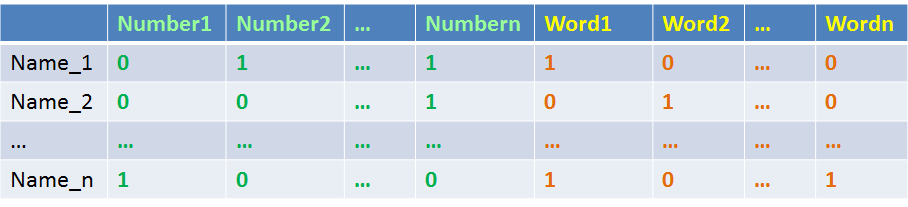 Number1 Number2 ... Numbern Word1 Word2 ... Wordn
Name_1 0 1 ... 1 1 0 ... 0
Name_2 0 0 ... 1 0 1 ... 0
... ... ... ... ... ... ... ... ...
Name_n 1 0 ... 0 1 0 ... 1